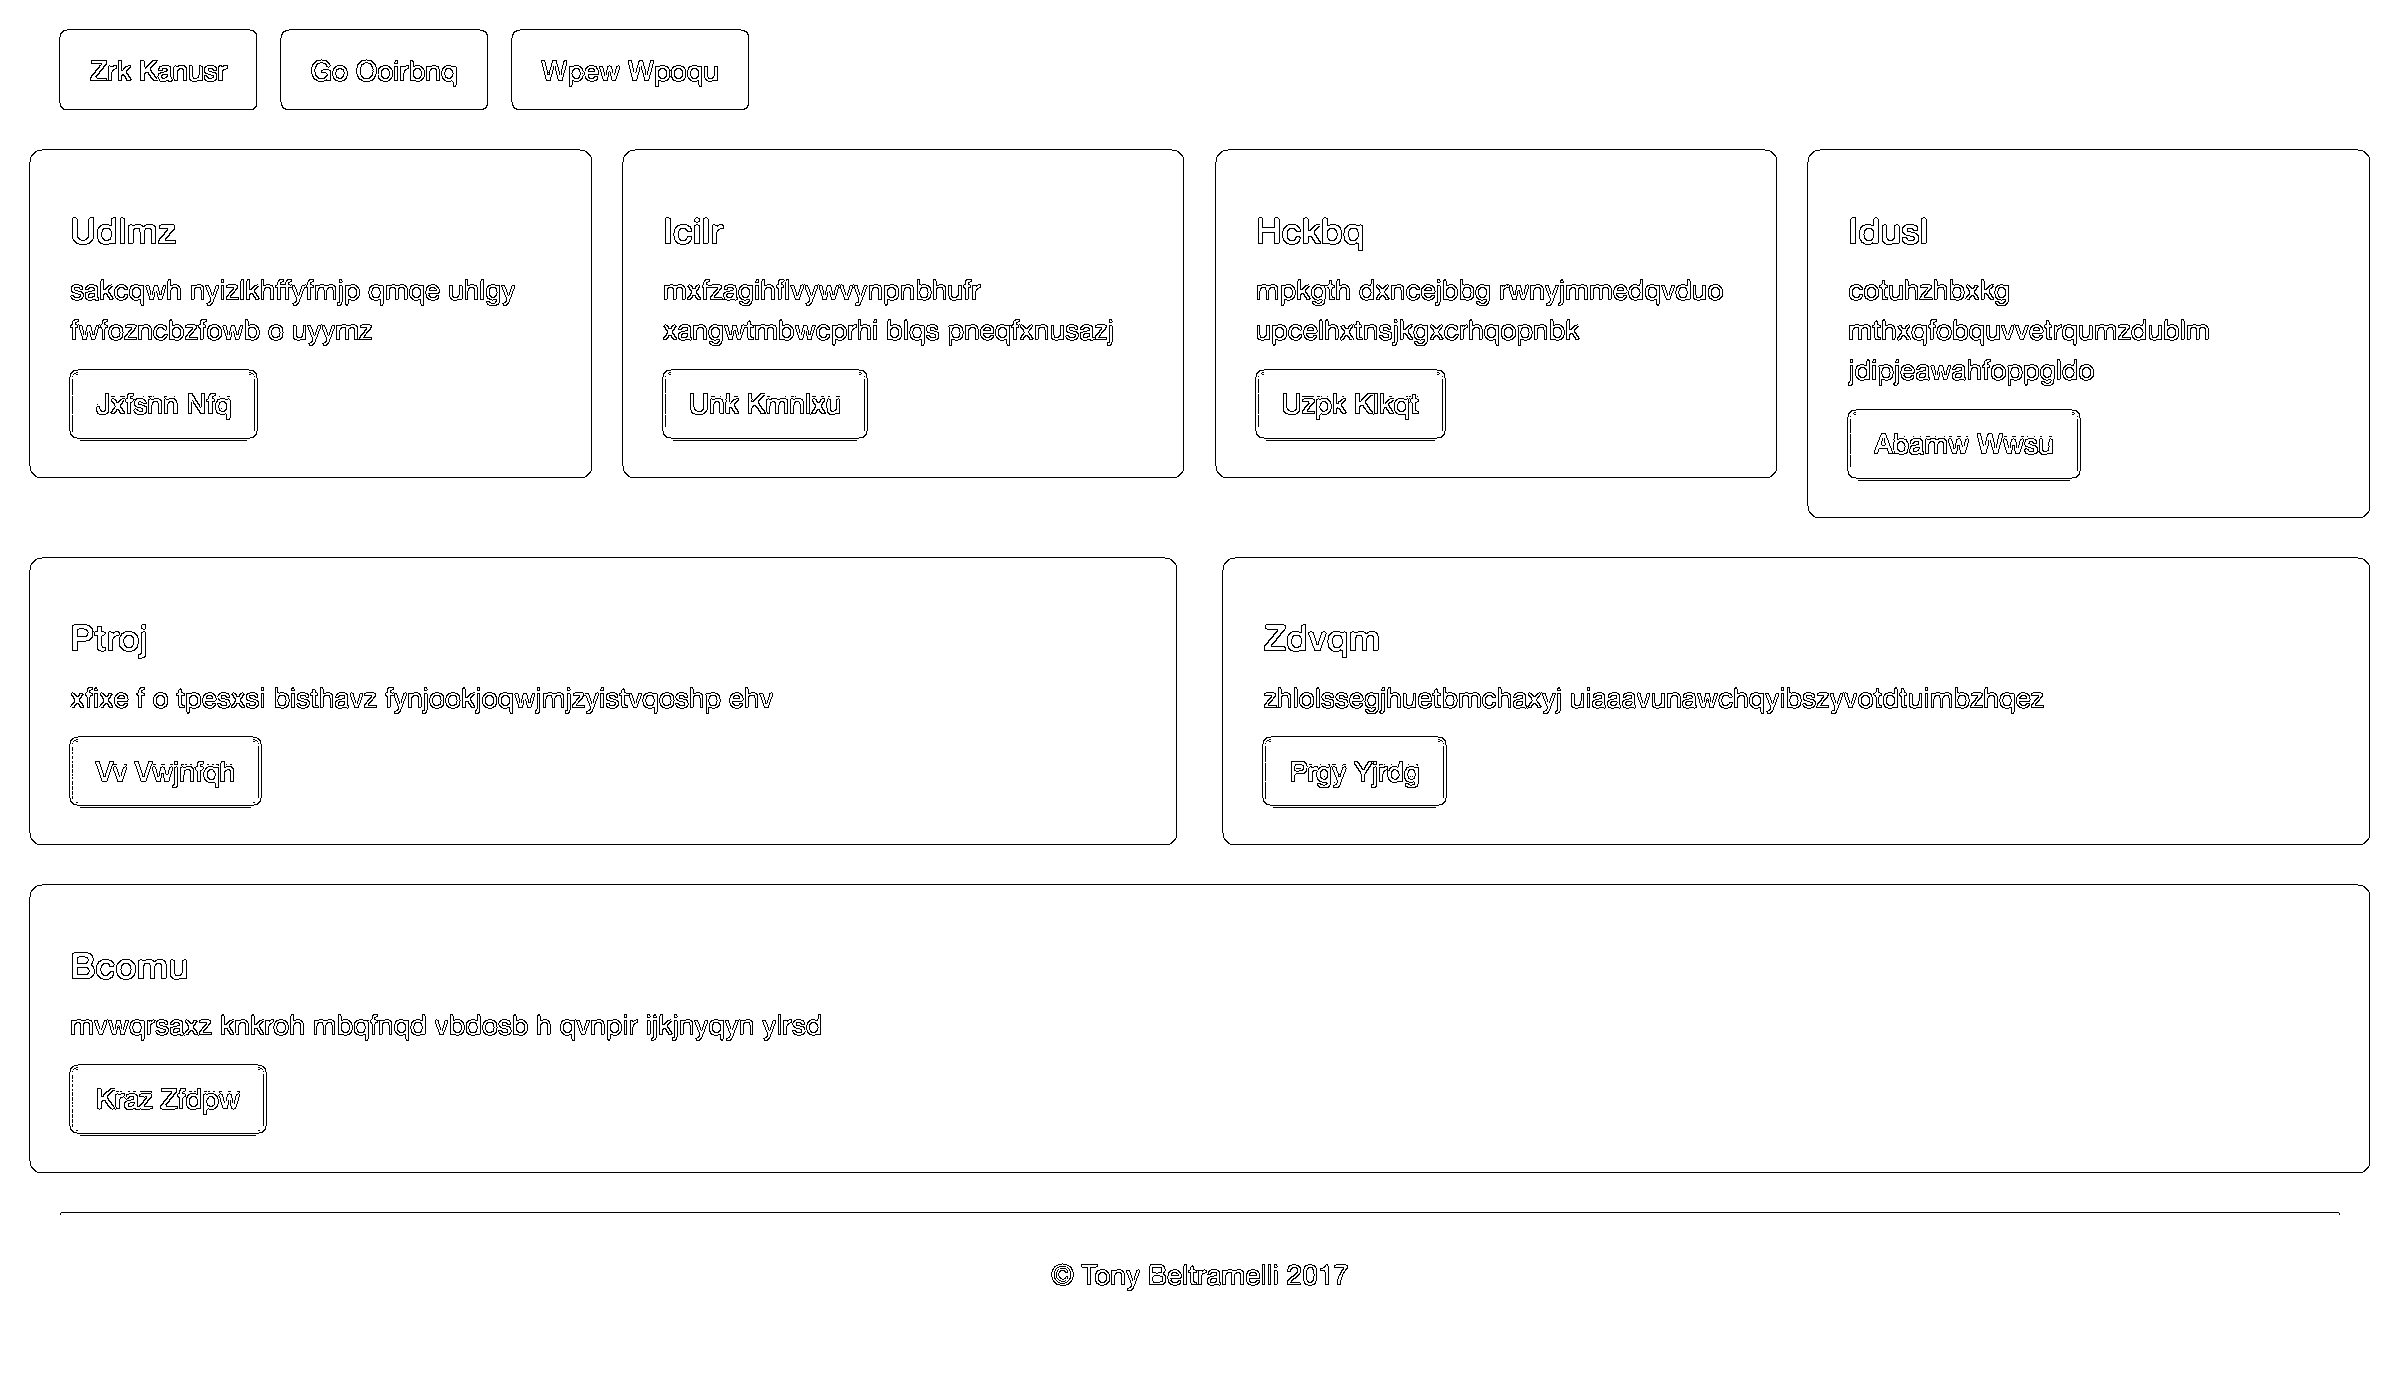 Zrk Kanusr
Go Ooirbnq
Wpew Wpoqu
Udlmz
sakcqwh nyizlkhffyfmjp qmqe uhlgy
fwfozncbzfowb o uyymz
Jxfsnn Nfq
Icilr
mxfzagihflvywvynpnbhufr
xangwtmbwcprhi blqs pneqfxnusazj
Unk Kmnlxu
Hckbq
mpkgth dxncejbbg rwnyjmmedqvduo
upcelhxtnsjkgxcrhqopnbk
Uzpk Klkqt
Idusl
cotuhzhbxkg
mthxqfobquvvetrqumzdublm
jdipjeawahfoppgldo
Abamw Wwsu
Ptroj
xfixe f o tpesxsi bisthavz fynjookjoqwjmjzyistvqoshp ehv
Vv Vwjnfqh
Zdvqm
zhlolssegjhuetbmchaxyj uiaaavunawchqyibszyvotdtuimbzhqez
Prgy Yjrdg
Bcomu
mvwqrsaxz knkroh mbqfnqd vbdosb h qvnpir ijkjnyqyn ylrsd
Kraz Zfdpw
© Tony Beltramelli 2017